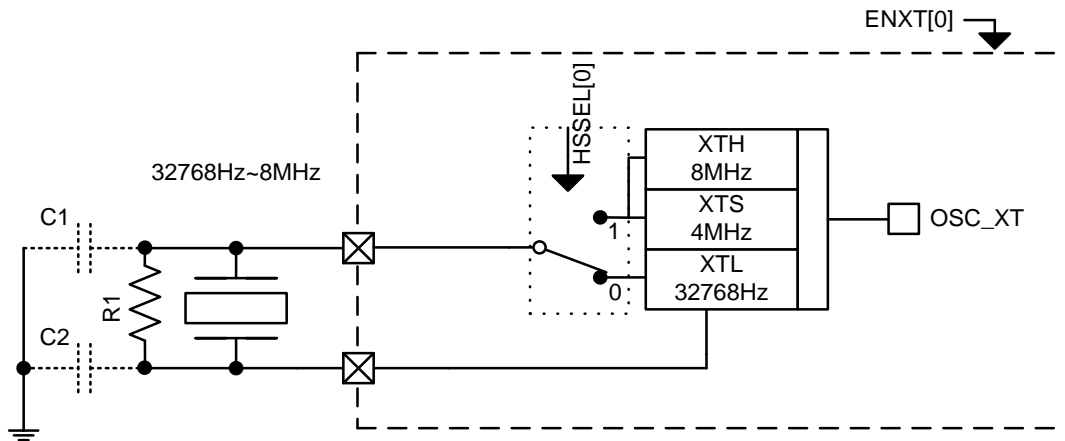 ENXT[0]
HSSEL[0]
XTH
8MHz
32768Hz~8MHz
XTS
4MHz
C1
1
OSC_XT
XTL
32768Hz
0
R1
C2